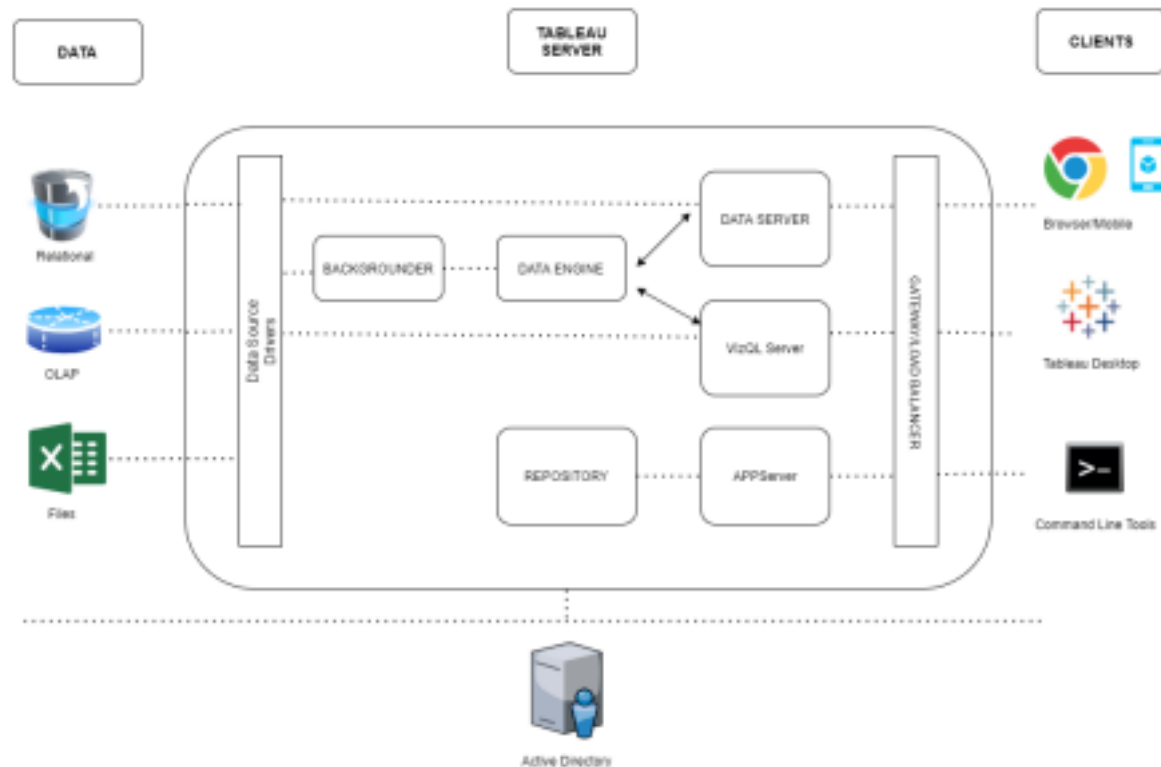 DATA
TABLEAU
SERVER
CLIENTS
Relational
OLAP
Files
Data Source
Drivers
BACKGROUNDER
DATA ENGINE
DATA SERVER
VizQL Server
REPOSITORY
APPServer
GATEWAY/LOAD BALANCER
Browser/Mobile
Tableau Desktop
Command Line Tools
Active Directory